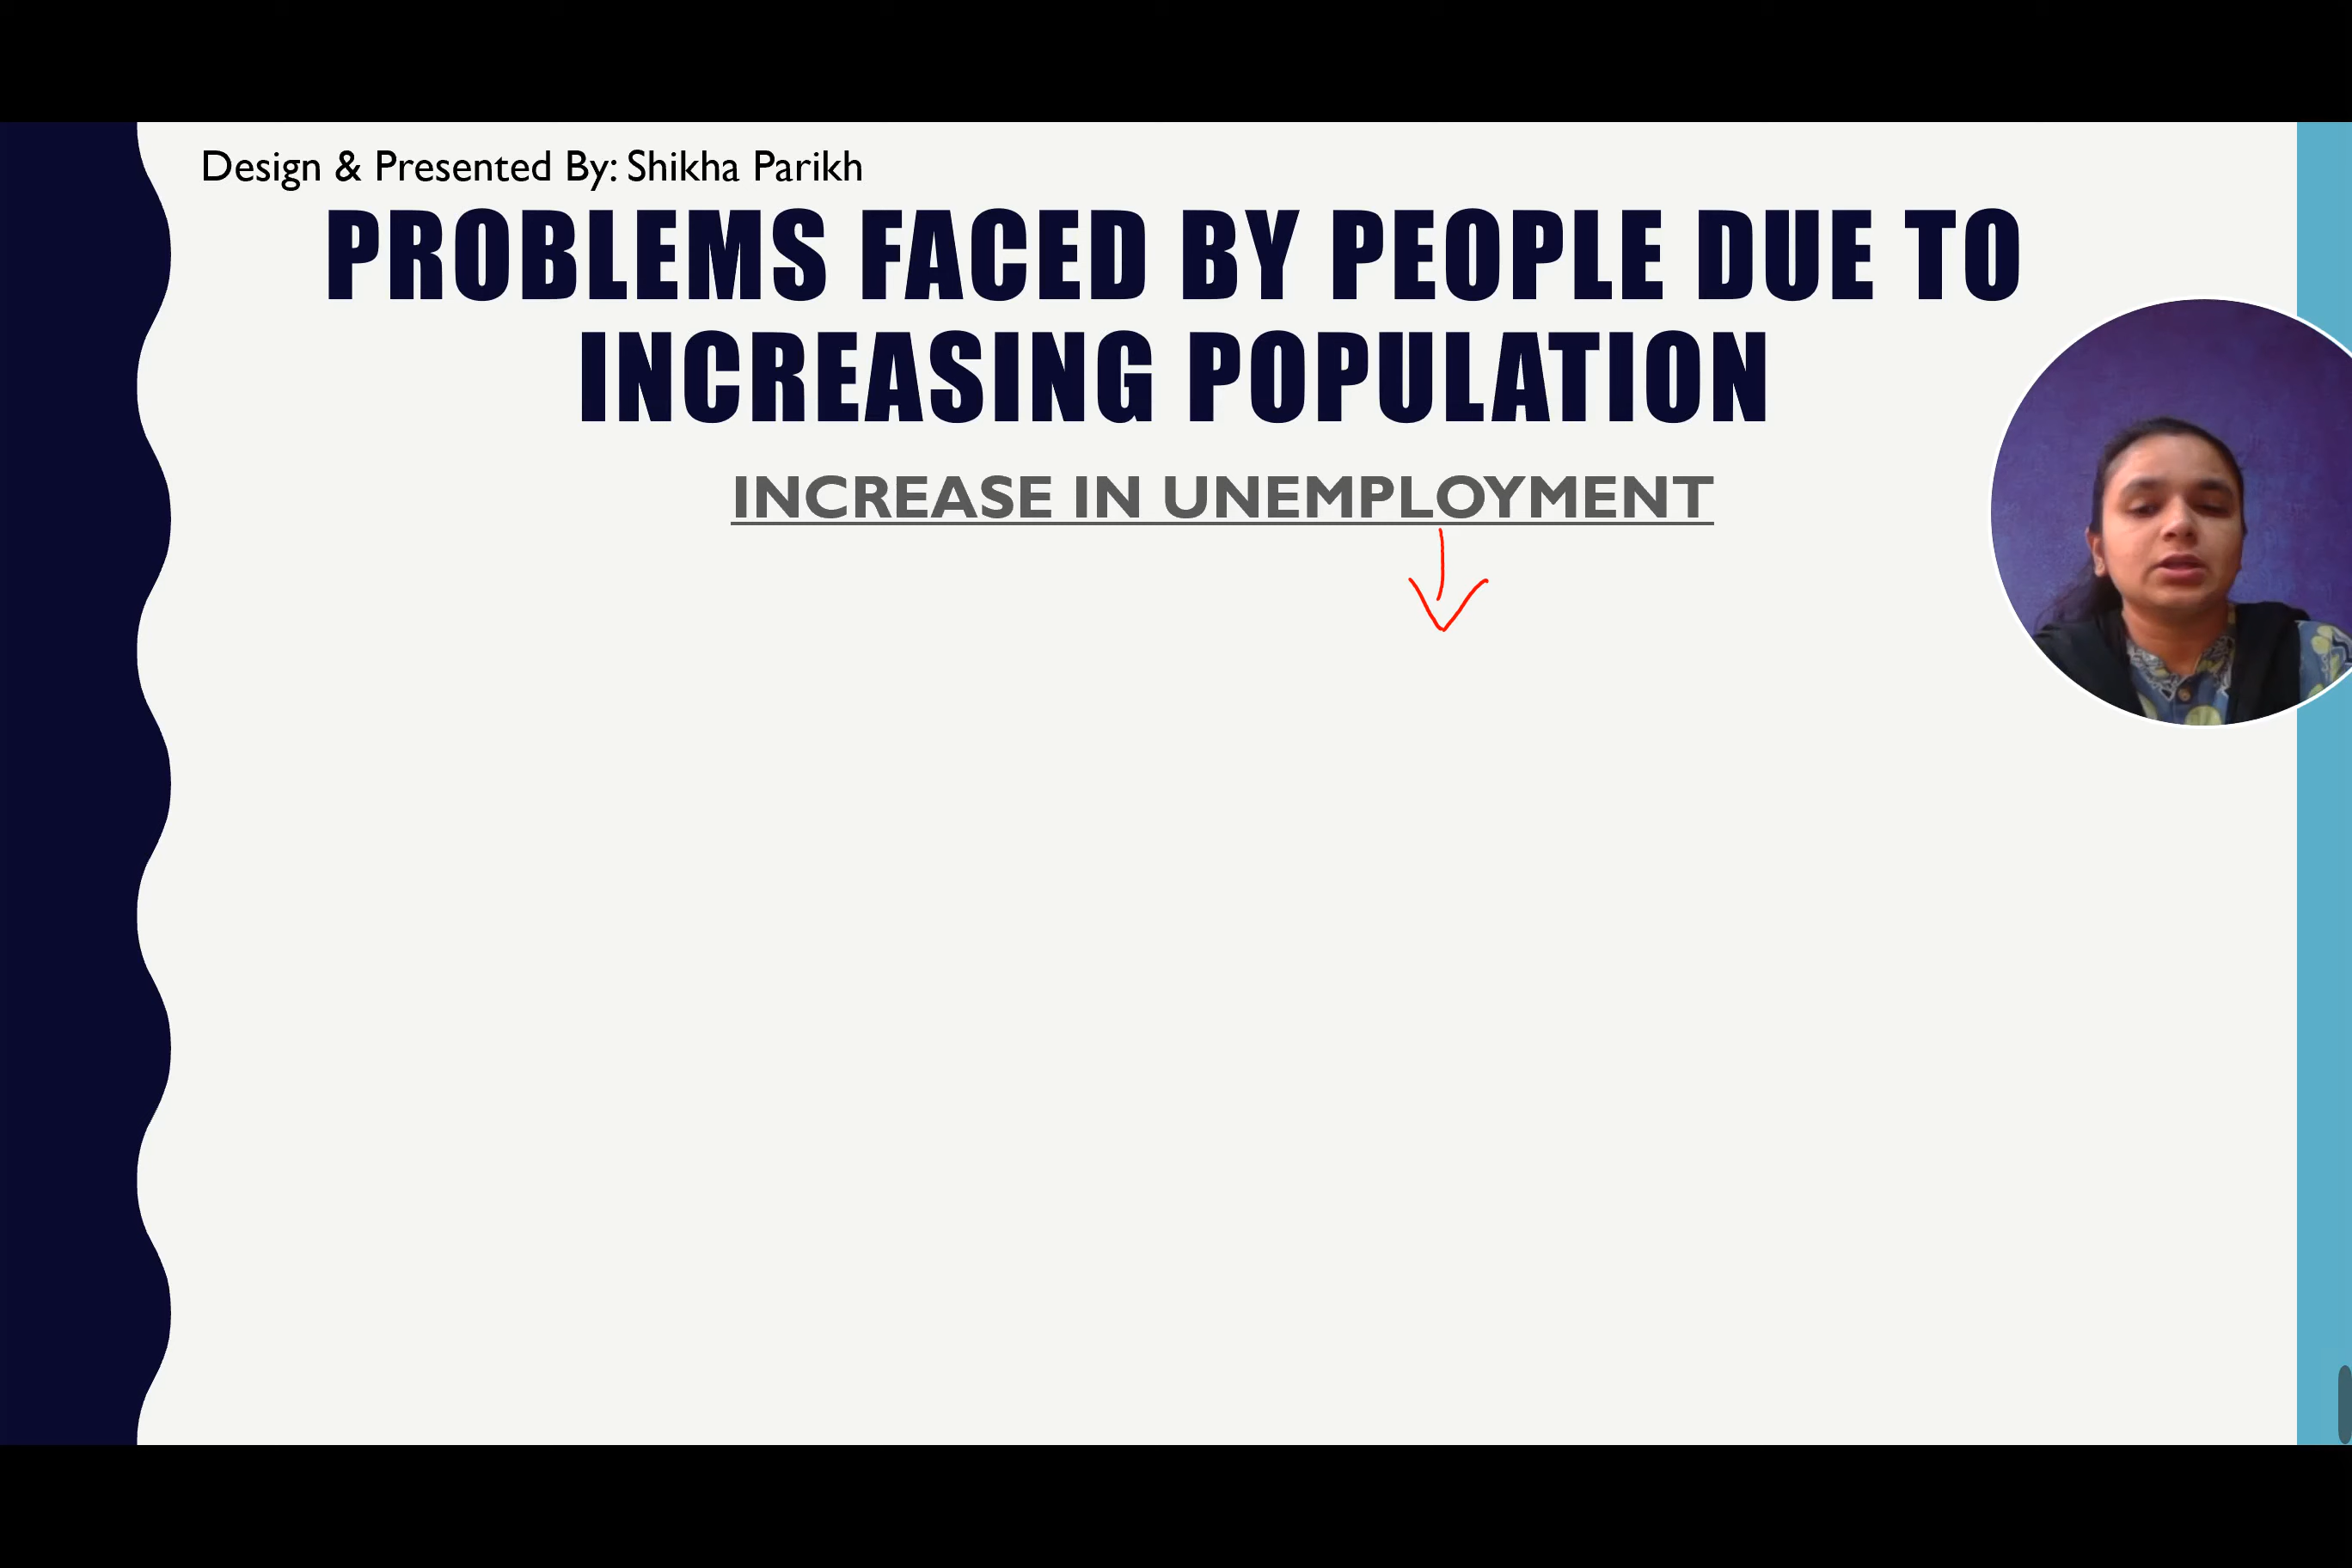 Design & Presented By: Shikha Parikh
PROBLEMS FACED BY PEOPLE DUE TO
INCREASING POPULATION
INCREASE IN UNEMPLOYMENT